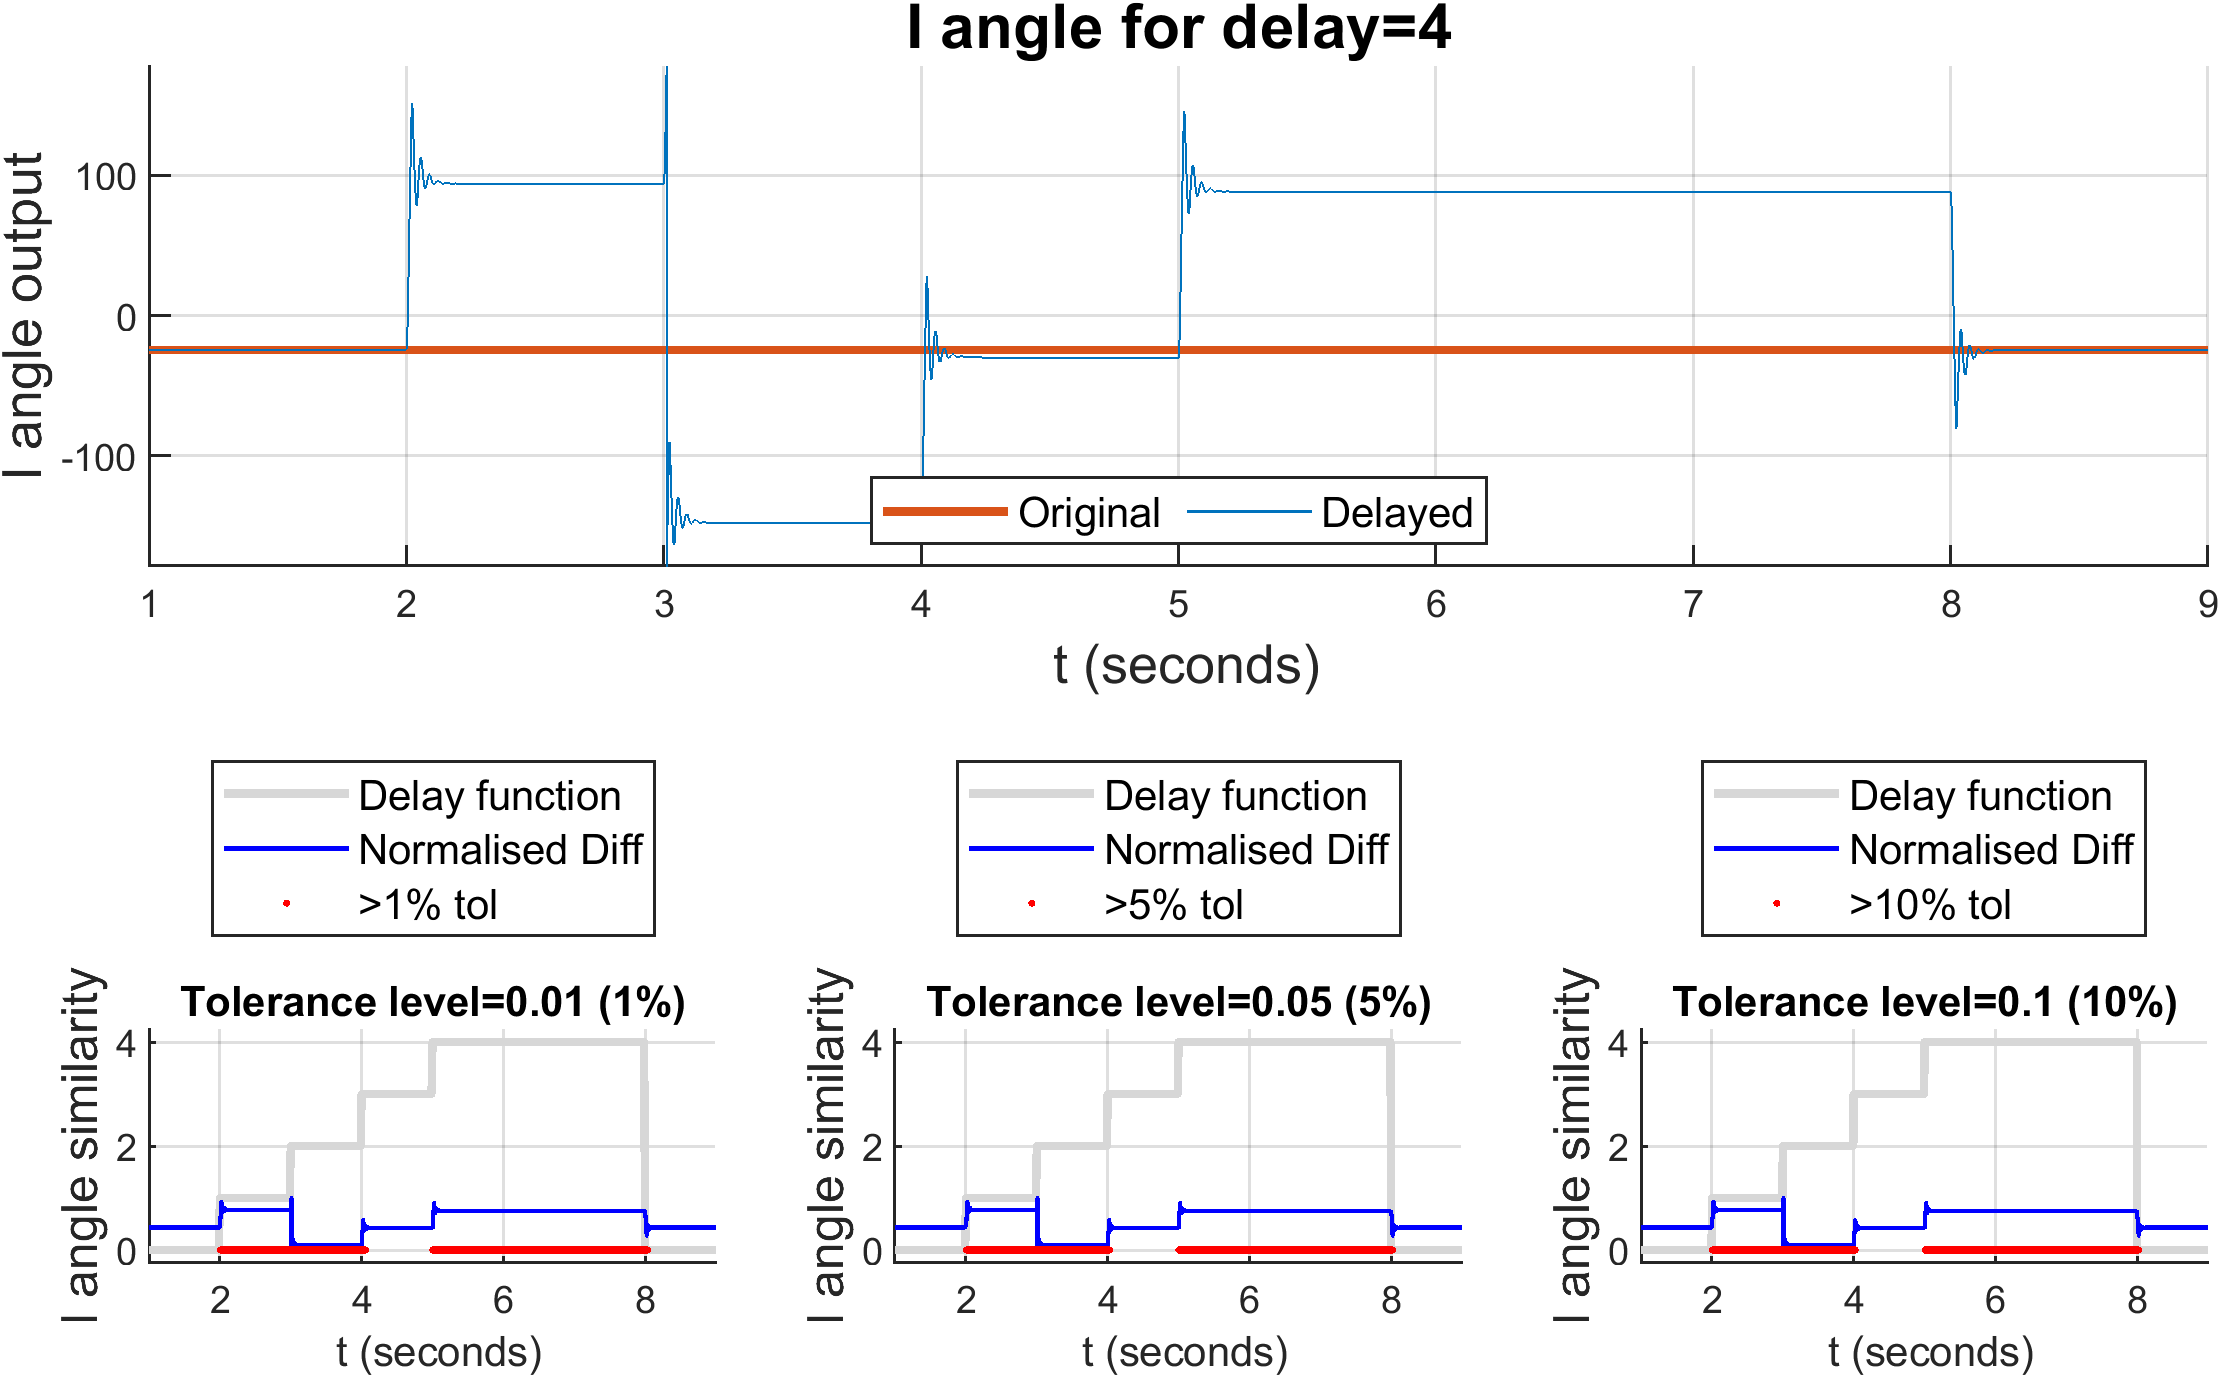 I angle for delay=4
I angle output
100
0
-100
Original Delayed
1 2 3 4 5 6 7 8 9
t (seconds)
Delay function
Normalised Diff
>1% tol
Delay function
Normalised Diff
>5% tol
Delay function
Normalised Diff
>10% tol
Tolerance level=0.01 (1%)
I angle similarity
4
2
0
2 4 6 8
t (seconds)
Tolerance level=0.05 (5%)
I angle similarity
4
2
0
2 4 6 8
t (seconds)
Tolerance level=0.1 (10%)
I angle similarity
4
2
0
2 4 6 8
t (seconds)